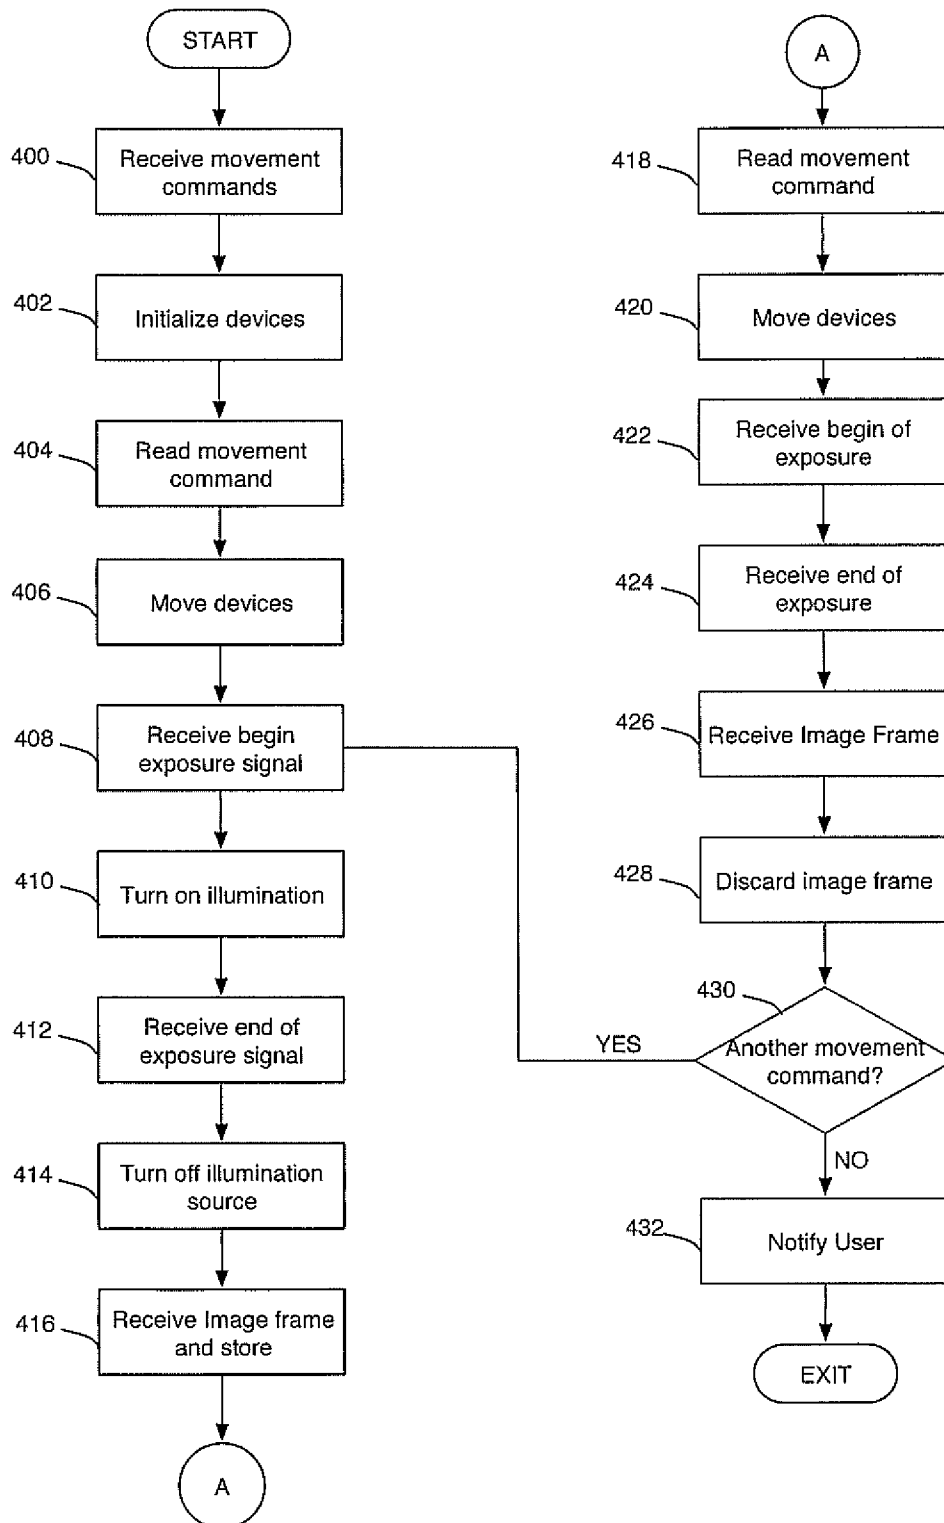 START
400
Receive movement
commands
402
Initialize devices
404
Read movement
command
406
Move devices
408
Receive begin
exposure signal
410
Turn on illumination
412
Receive end of
exposure signal
414
Turn off illumination
source
416
Receive Image frame
and store
A
A
418
Read movement
command
420
Move devices
422
Receive begin of
exposure
424
Receive end of
exposure
426
Receive Image Frame
428
Discard image frame
430
Another movement
command?
YES
NO
432
Notify User
EXIT